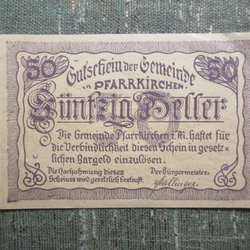 50 Gutschein der Gemeinde 50
in PFARRKIRCHEN
Fünfzig Heller
Die Gemeinde Pfarrkirchen i. M. haftet für
die Verbindlichkeit diesen Schein in gesetz-
lichen Bargeld einzulösen.
Die Nachahmung dieses Der Bürgermeister:
Scheines wird gesetzlich bestraft.